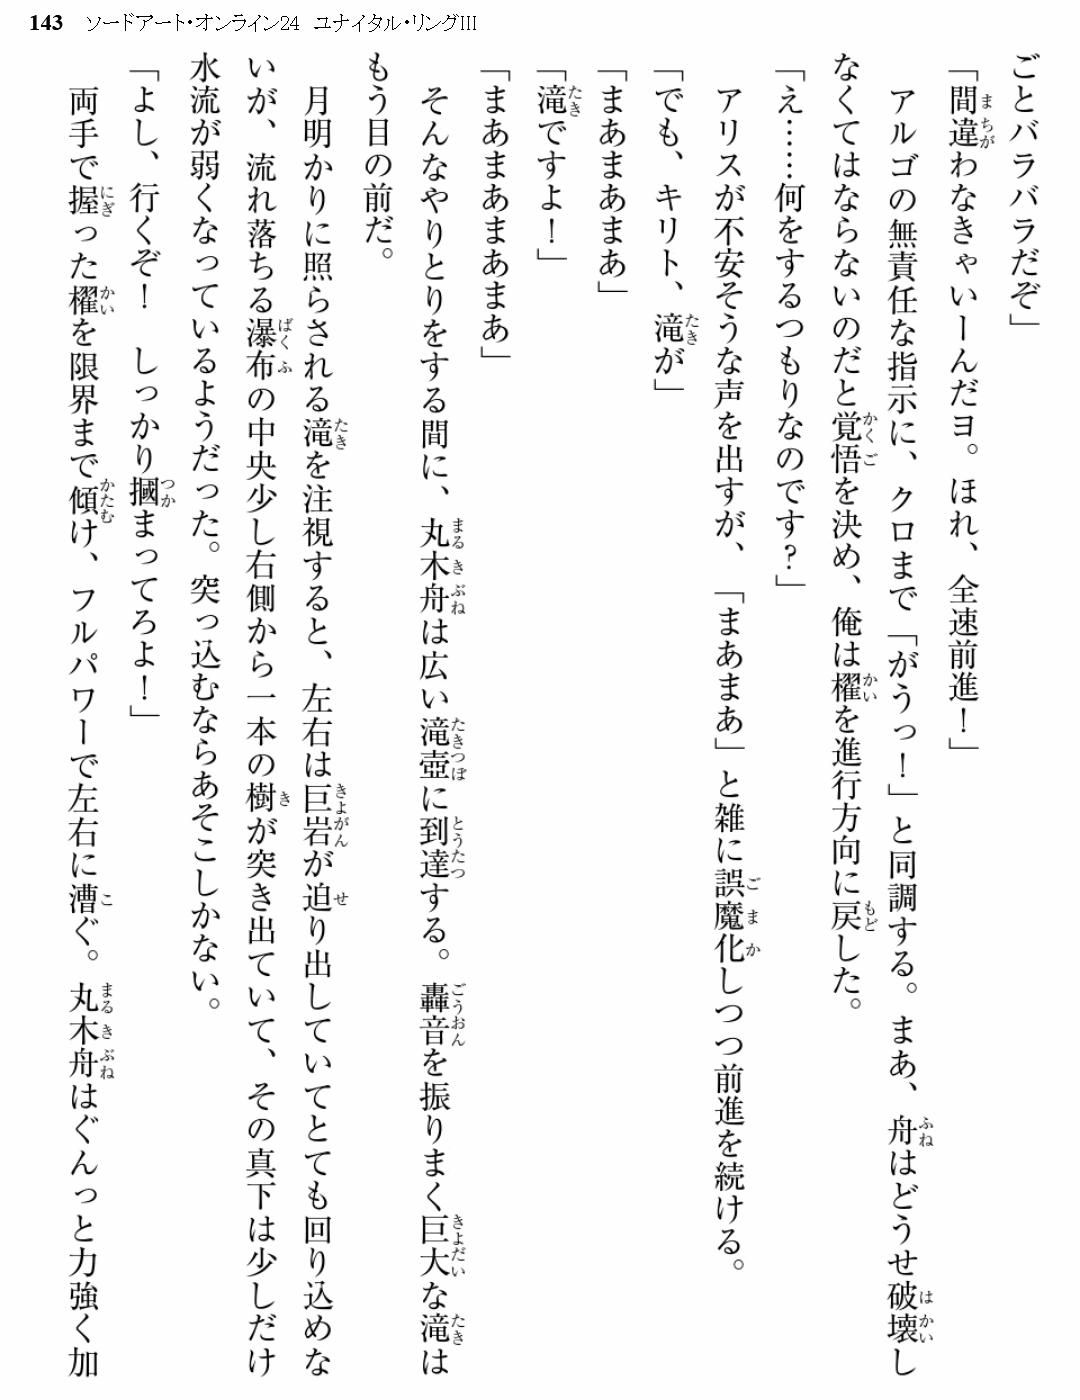 143 ソードアート・オンライン24 ユナイタル・リングIII
ごとバラバラだぞ」
「間違わなきゃいーんだヨ。ほれ、全速前進！」
アルゴの無責任な指示に、クロまで「がうっ！」と同調する。まあ、舟はどうせ破壊し
なくてはならないのだと覚悟を決め、俺は櫂を進行方向に戻した。
「え……何をするつもりなのです？」
アリスが不安そうな声を出すが、「まあまあ」と雑に誤魔化しつつ前進を続ける。
「でも、キリト、滝が」
「まあまあまあ」
「滝ですよ！」
「まあまあまあまあ」
そんなやりとりをする間に、丸木舟は広い滝壺に到達する。轟音を振りまく巨大な滝は
もう目の前だ。
月明かりに照らされる滝を注視すると、左右は巨岩が迫り出していてとても回り込めな
いが、流れ落ちる瀑布の中央少し右側から一本の樹が突き出ていて、その真下は少しだけ
水流が弱くなっているようだった。突っ込むならあそこしかない。
「よし、行くぞ！　しっかり摑まってろよ！」
両手で握った櫂を限界まで傾け、フルパワーで左右に漕ぐ。丸木舟はぐんっと力強く加